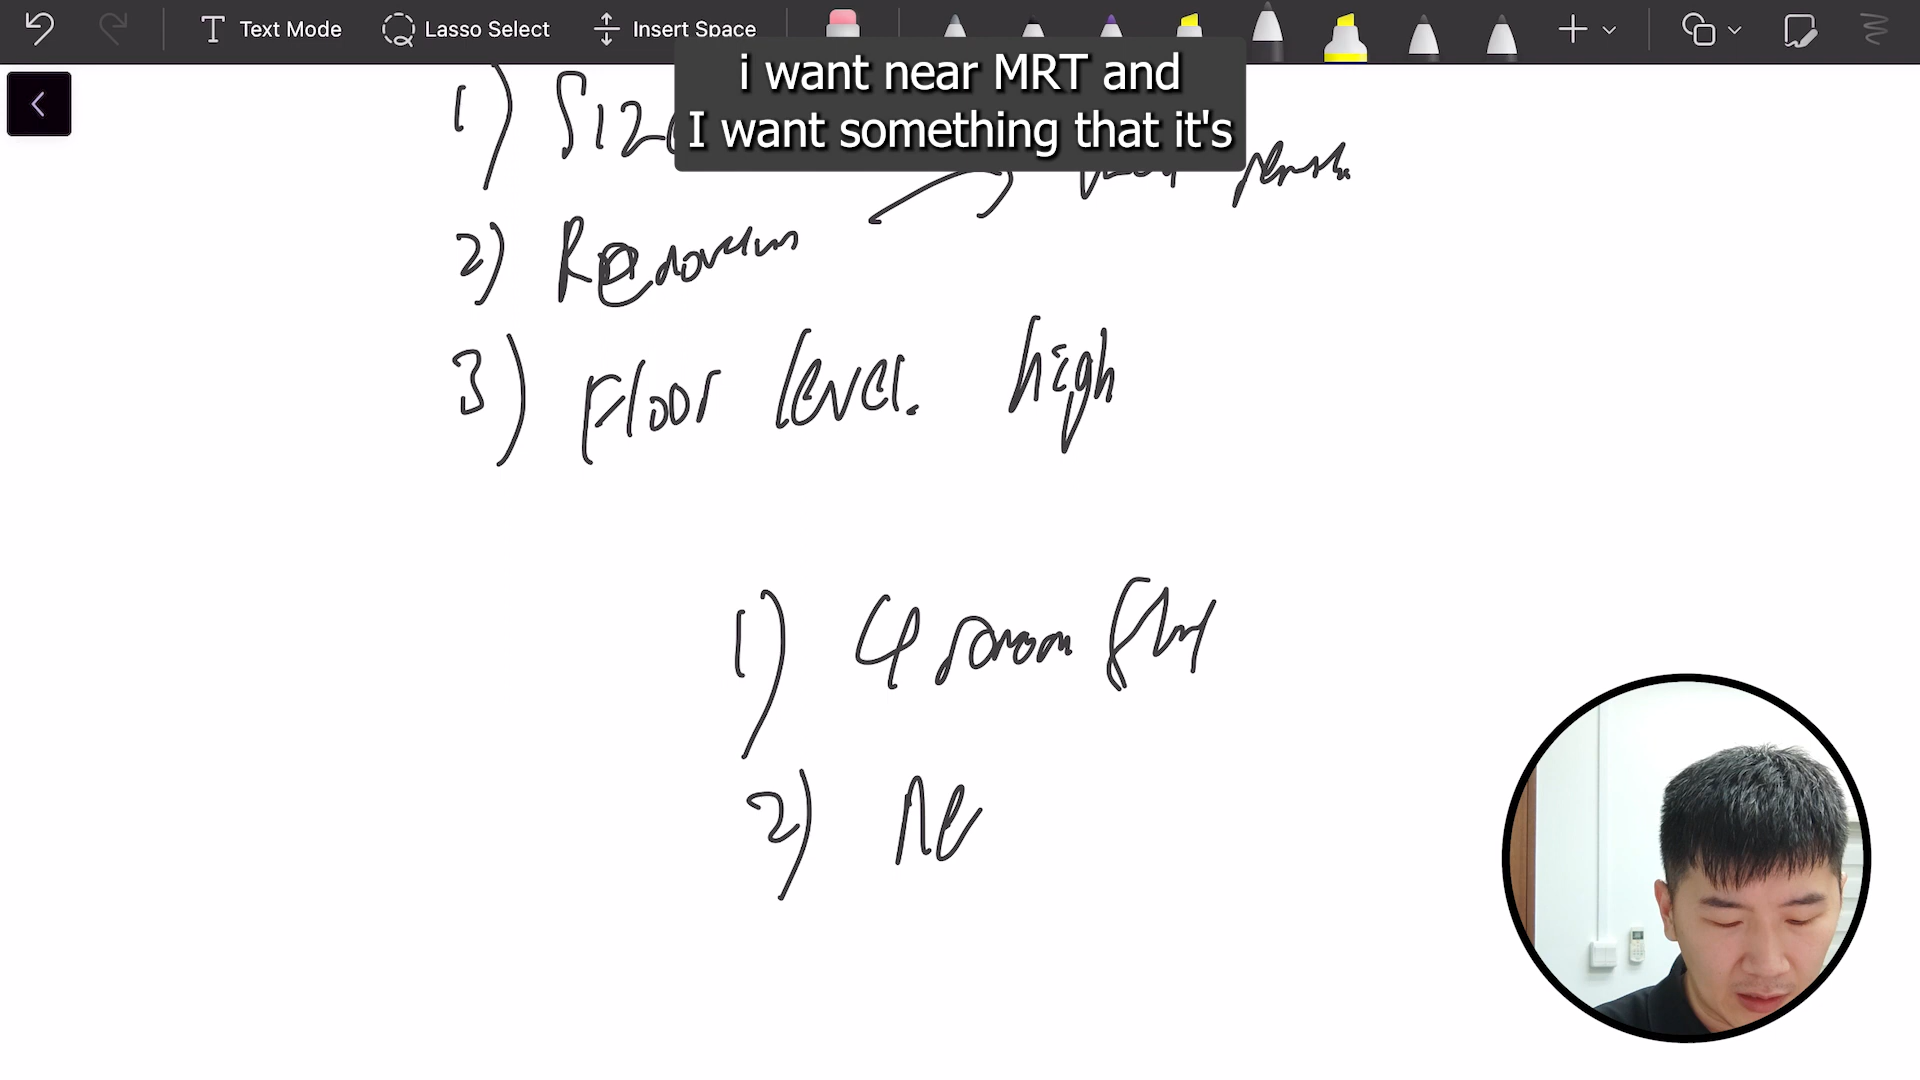 Text Mode Lasso Select Insert Space
i want near MRT and
I want something that it's
1) Size
2)
3) Floor level. high
1) 4 room flat
2) Ne